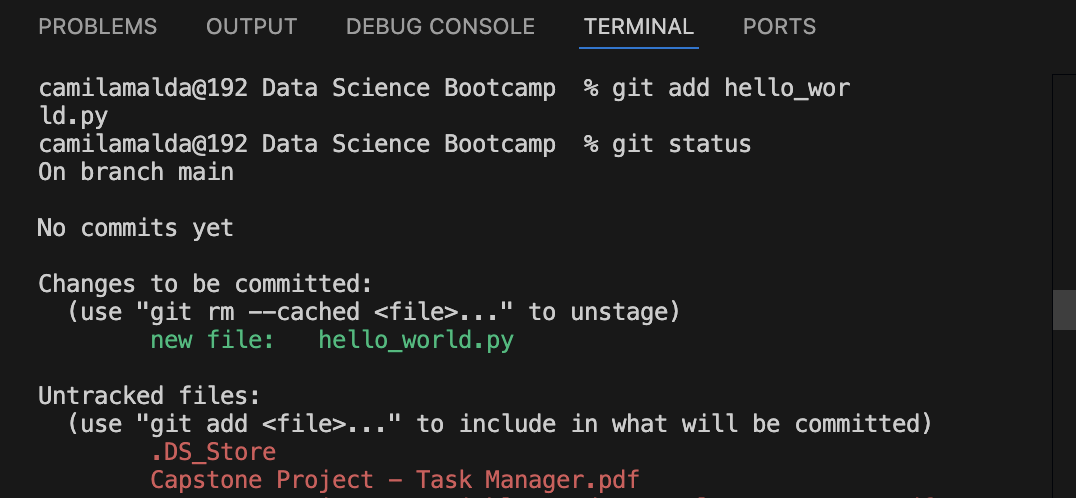 PROBLEMS OUTPUT DEBUG CONSOLE TERMINAL PORTS
camilamalda@192 Data Science Bootcamp  % git add hello_wor
ld.py
camilamalda@192 Data Science Bootcamp  % git status
On branch main
No commits yet
Changes to be committed:
(use "git rm --cached <file>..." to unstage)
new file:   hello_world.py
Untracked files:
(use "git add <file>..." to include in what will be committed)
.DS_Store
Capstone Project – Task Manager.pdf